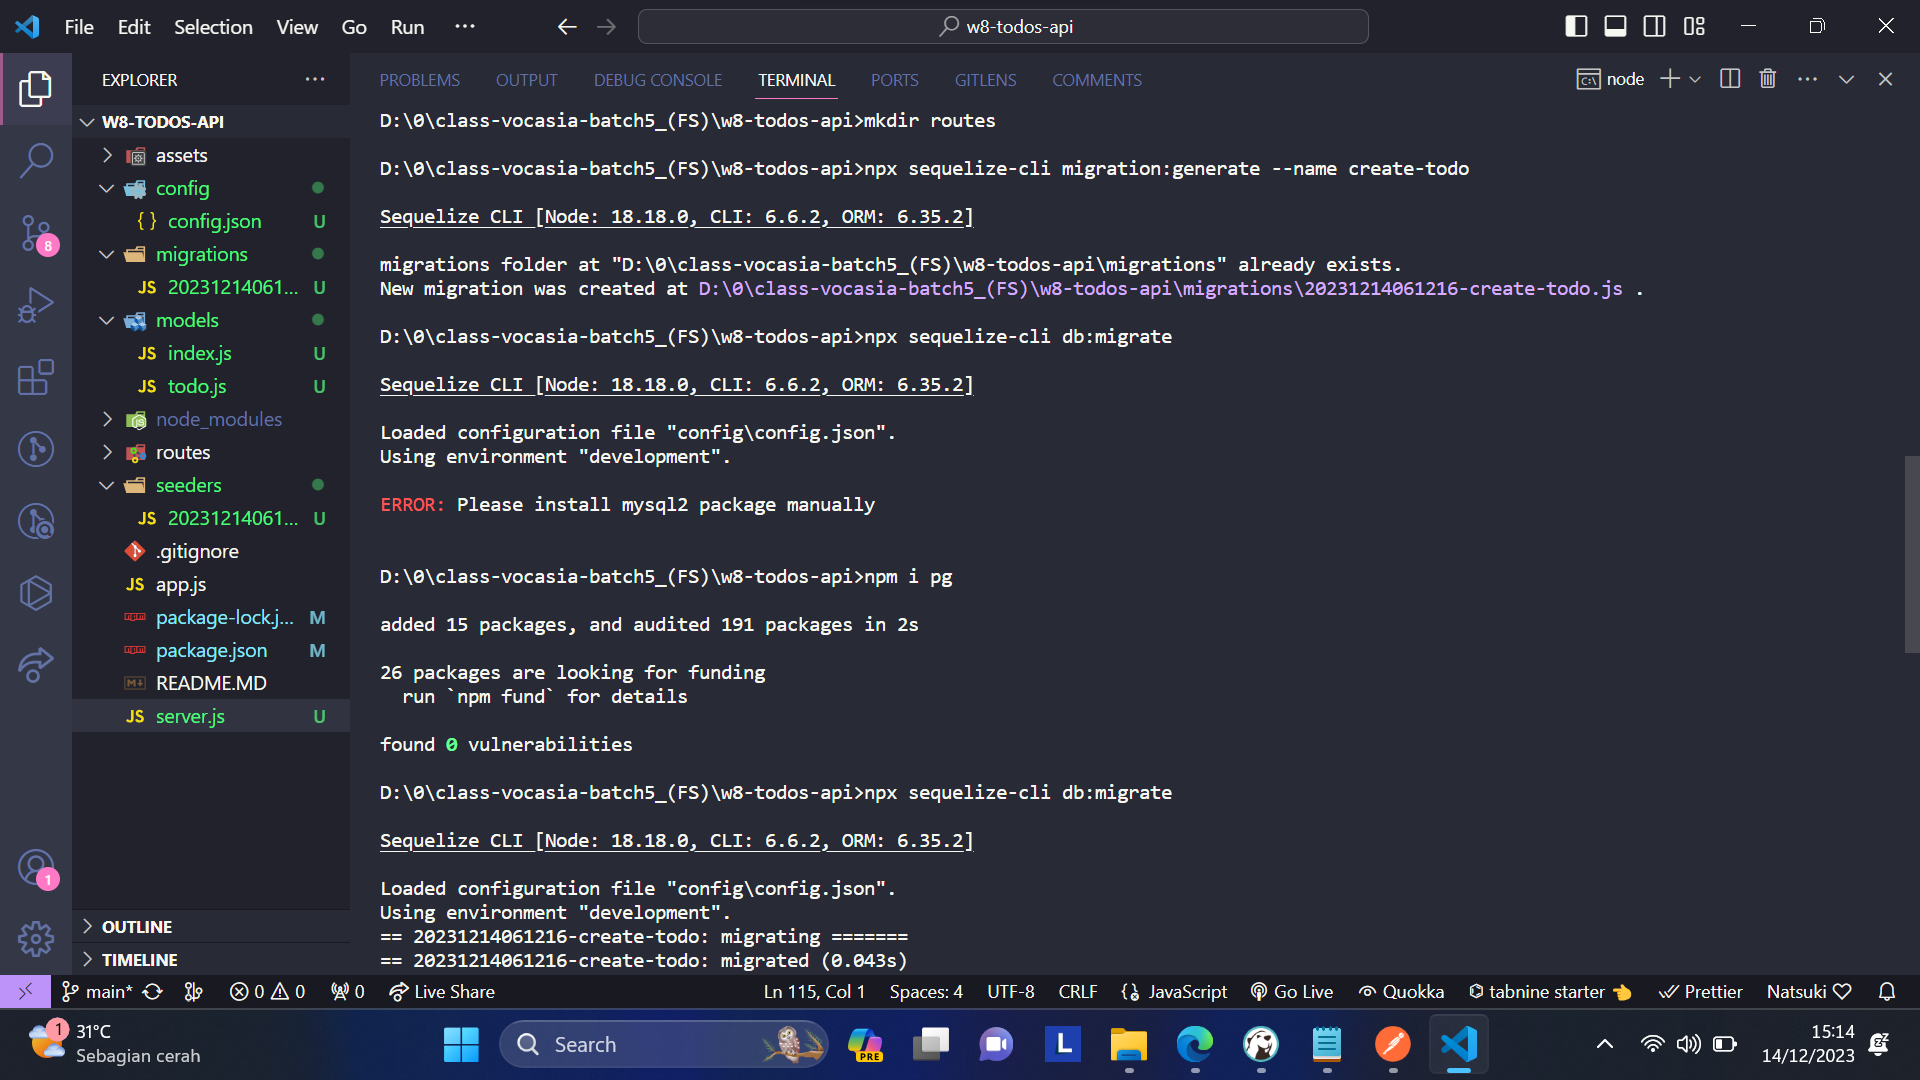 File Edit Selection View Go Run ···
w8-todos-api
EXPLORER ···
W8-TODOS-API
assets
config
{} config.json U
migrations
JS 20231214061... U
models
JS index.js U
JS todo.js U
node_modules
routes
seeders
JS 20231214061... U
.gitignore
JS app.js
package-lock.j... M
package.json M
README.MD
JS server.js U
OUTLINE
TIMELINE
8
1
PROBLEMS OUTPUT DEBUG CONSOLE TERMINAL PORTS GITLENS COMMENTS node
D:\0\class-vocasia-batch5_(FS)\w8-todos-api>mkdir routes
D:\0\class-vocasia-batch5_(FS)\w8-todos-api>npx sequelize-cli migration:generate --name create-todo
Sequelize CLI [Node: 18.18.0, CLI: 6.6.2, ORM: 6.35.2]
migrations folder at "D:\0\class-vocasia-batch5_(FS)\w8-todos-api\migrations" already exists.
New migration was created at D:\0\class-vocasia-batch5_(FS)\w8-todos-api\migrations\20231214061216-create-todo.js .
D:\0\class-vocasia-batch5_(FS)\w8-todos-api>npx sequelize-cli db:migrate
Sequelize CLI [Node: 18.18.0, CLI: 6.6.2, ORM: 6.35.2]
Loaded configuration file "config\config.json".
Using environment "development".
ERROR: Please install mysql2 package manually
D:\0\class-vocasia-batch5_(FS)\w8-todos-api>npm i pg
added 15 packages, and audited 191 packages in 2s
26 packages are looking for funding
run `npm fund` for details
found 0 vulnerabilities
D:\0\class-vocasia-batch5_(FS)\w8-todos-api>npx sequelize-cli db:migrate
Sequelize CLI [Node: 18.18.0, CLI: 6.6.2, ORM: 6.35.2]
Loaded configuration file "config\config.json".
Using environment "development".
== 20231214061216-create-todo: migrating =======
== 20231214061216-create-todo: migrated (0.043s)
main* 0 0 0 Live Share Ln 115, Col 1 Spaces: 4 UTF-8 CRLF JavaScript Go Live Quokka tabnine starter Prettier Natsuki
1 31°C
Sebagian cerah
Search
PRE
L
15:14
14/12/2023